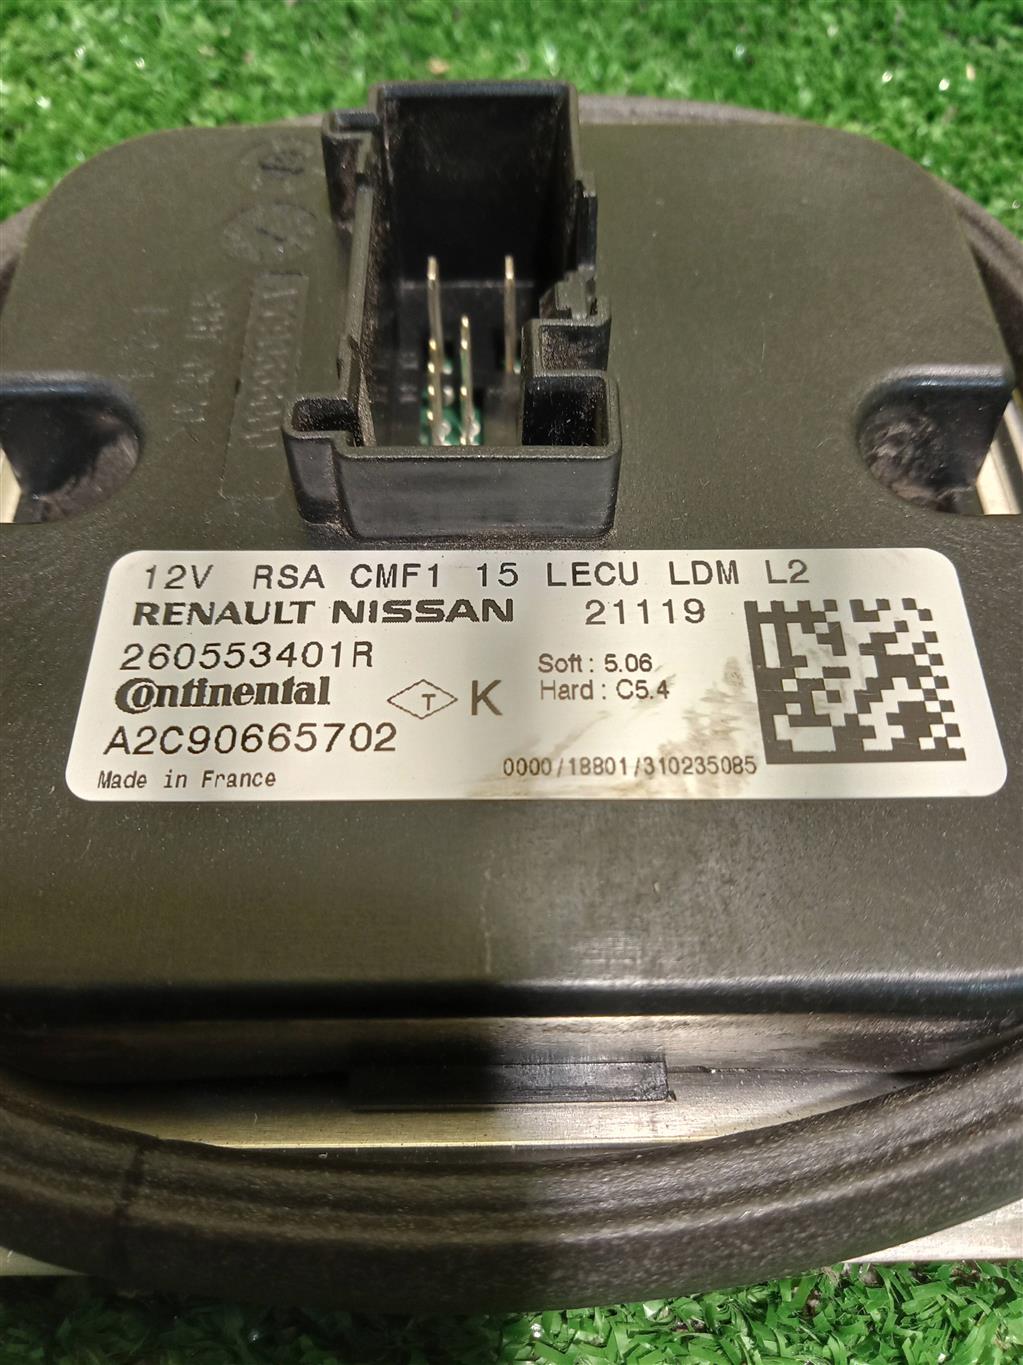 12V RSA CMF1 15 LECU LDM L2
RENAULT NISSAN 21119
260553401R
Soft : 5.06
Continental T K Hard : C5.4
A2C90665702
Made in France 0000/18801/310235085